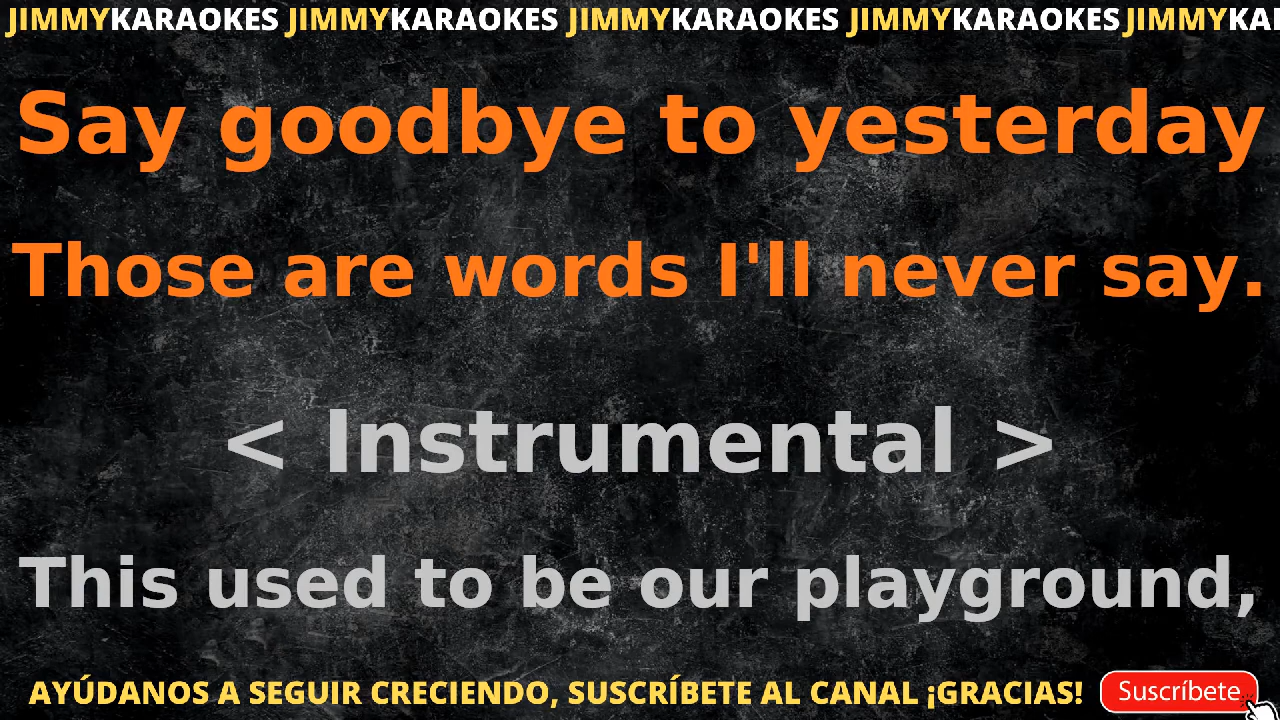 JIMMYKARAOKES JIMMYKARAOKES JIMMYKARAOKES JIMMYKARAOKES JIMMYKAI
Say goodbye to yesterday
Those are words I'll never say.
< Instrumental >
This used to be our playground,
AYÚDANOS A SEGUIR CRECIENDO, SUSCRÍBETE AL CANAL ¡GRACIAS! Suscríbete